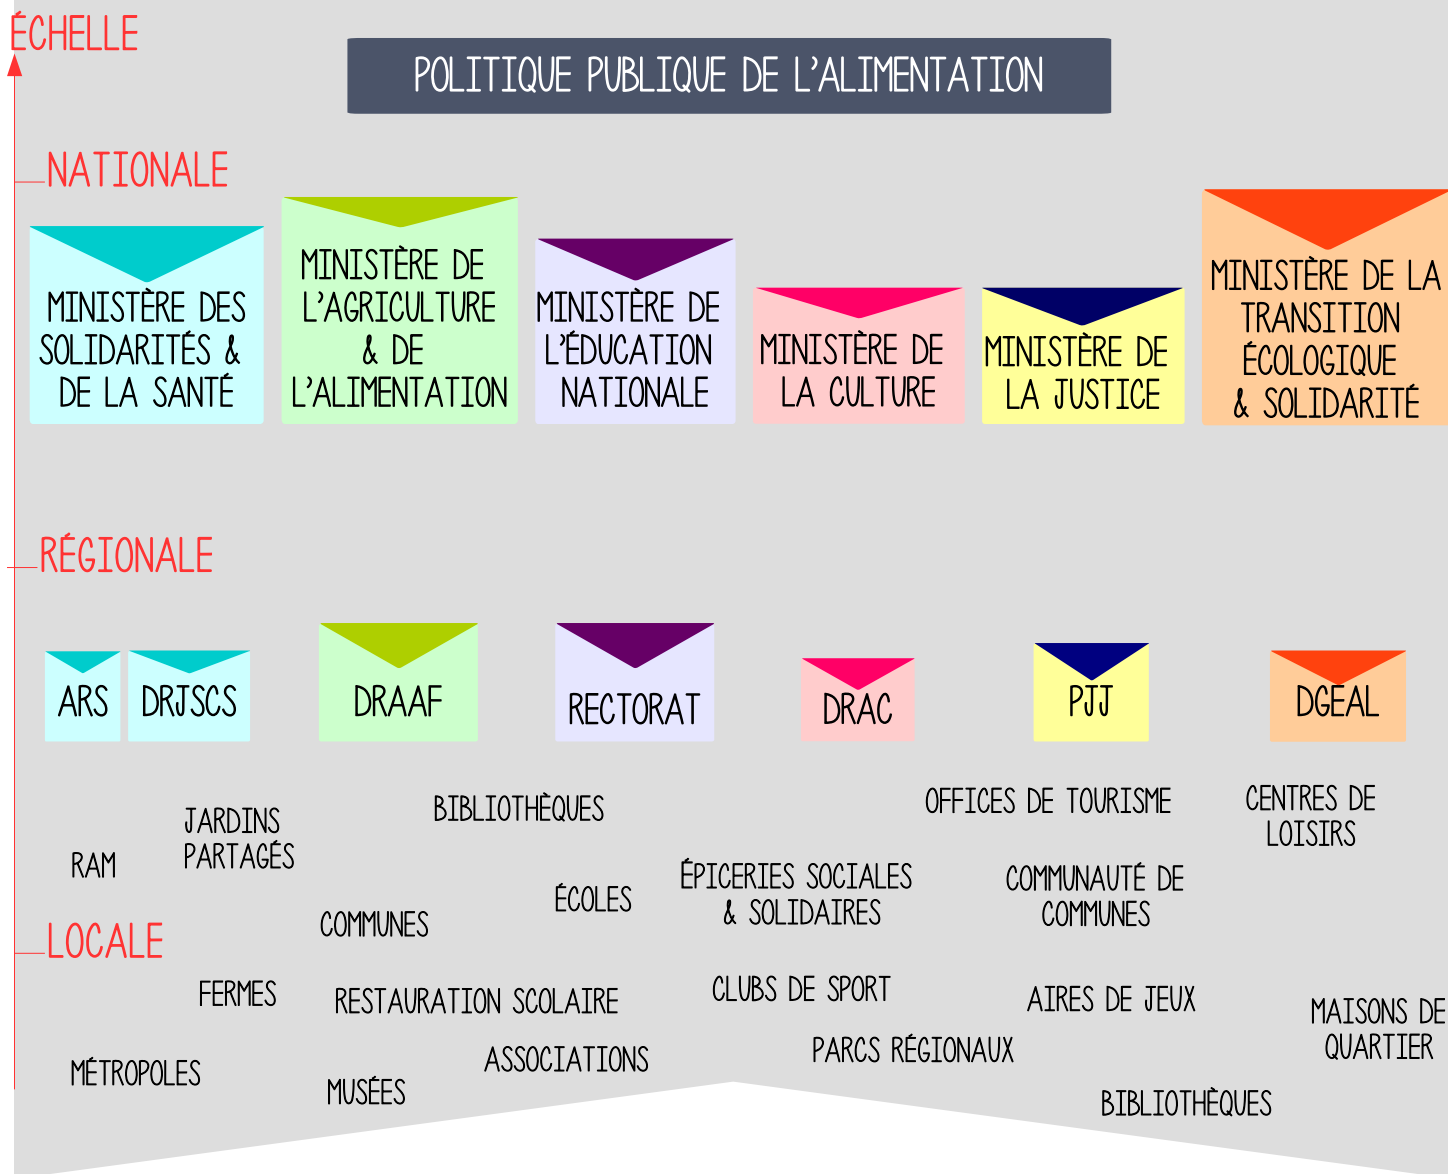 ÉCHELLE
POLITIQUE PUBLIQUE DE L'ALIMENTATION
NATIONALE
MINISTÈRE DES
SOLIDARITÉS &
DE LA SANTÉ
MINISTÈRE DE
L'AGRICULTURE
& DE
L'ALIMENTATION
MINISTÈRE DE
L'ÉDUCATION
NATIONALE
MINISTÈRE DE
LA CULTURE
MINISTÈRE DE
LA JUSTICE
MINISTÈRE DE LA
TRANSITION
ÉCOLOGIQUE
& SOLIDARITÉ
RÉGIONALE
ARS
DRJSCS
DRAAF
RECTORAT
DRAC
PJJ
DGEAL
JARDINS
PARTAGÉS
BIBLIOTHÈQUES
OFFICES DE TOURISME
CENTRES DE
LOISIRS
RAM
ÉCOLES
ÉPICERIES SOCIALES
& SOLIDAIRES
COMMUNAUTÉ DE
COMMUNES
COMMUNES
LOCALE
FERMES
RESTAURATION SCOLAIRE
CLUBS DE SPORT
AIRES DE JEUX
MAISONS DE
QUARTIER
MÉTROPOLES
ASSOCIATIONS
PARCS RÉGIONAUX
MUSÉES
BIBLIOTHÈQUES